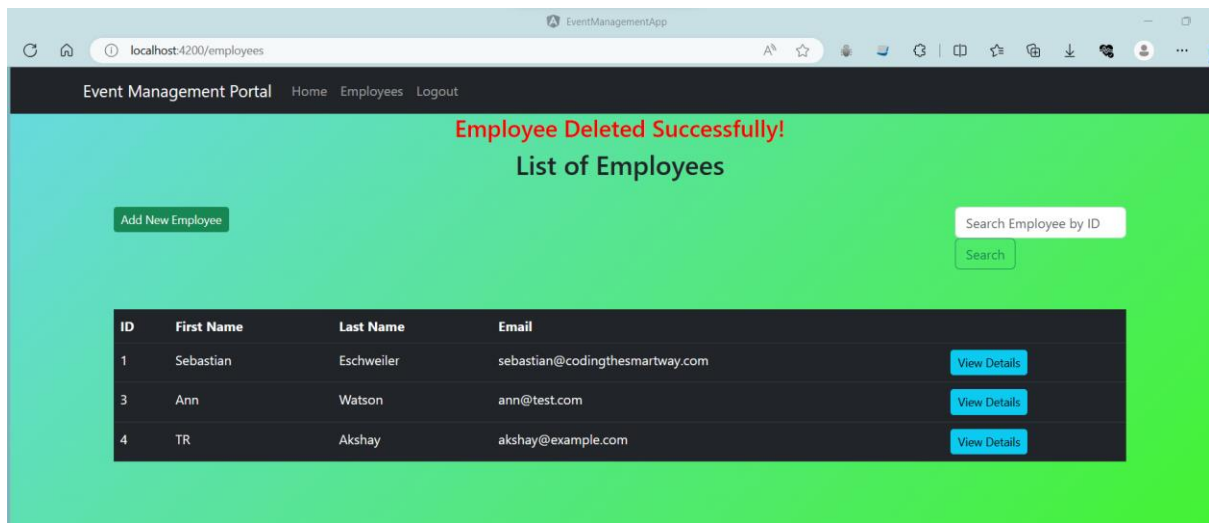 EventManagementApp
localhost:4200/employees
Event Management Portal Home Employees Logout
Employee Deleted Successfully!
List of Employees
Add New Employee
Search Employee by ID
Search
ID First Name Last Name Email
1 Sebastian Eschweiler sebastian@codingthesmartway.com View Details
3 Ann Watson ann@test.com View Details
4 TR Akshay akshay@example.com View Details